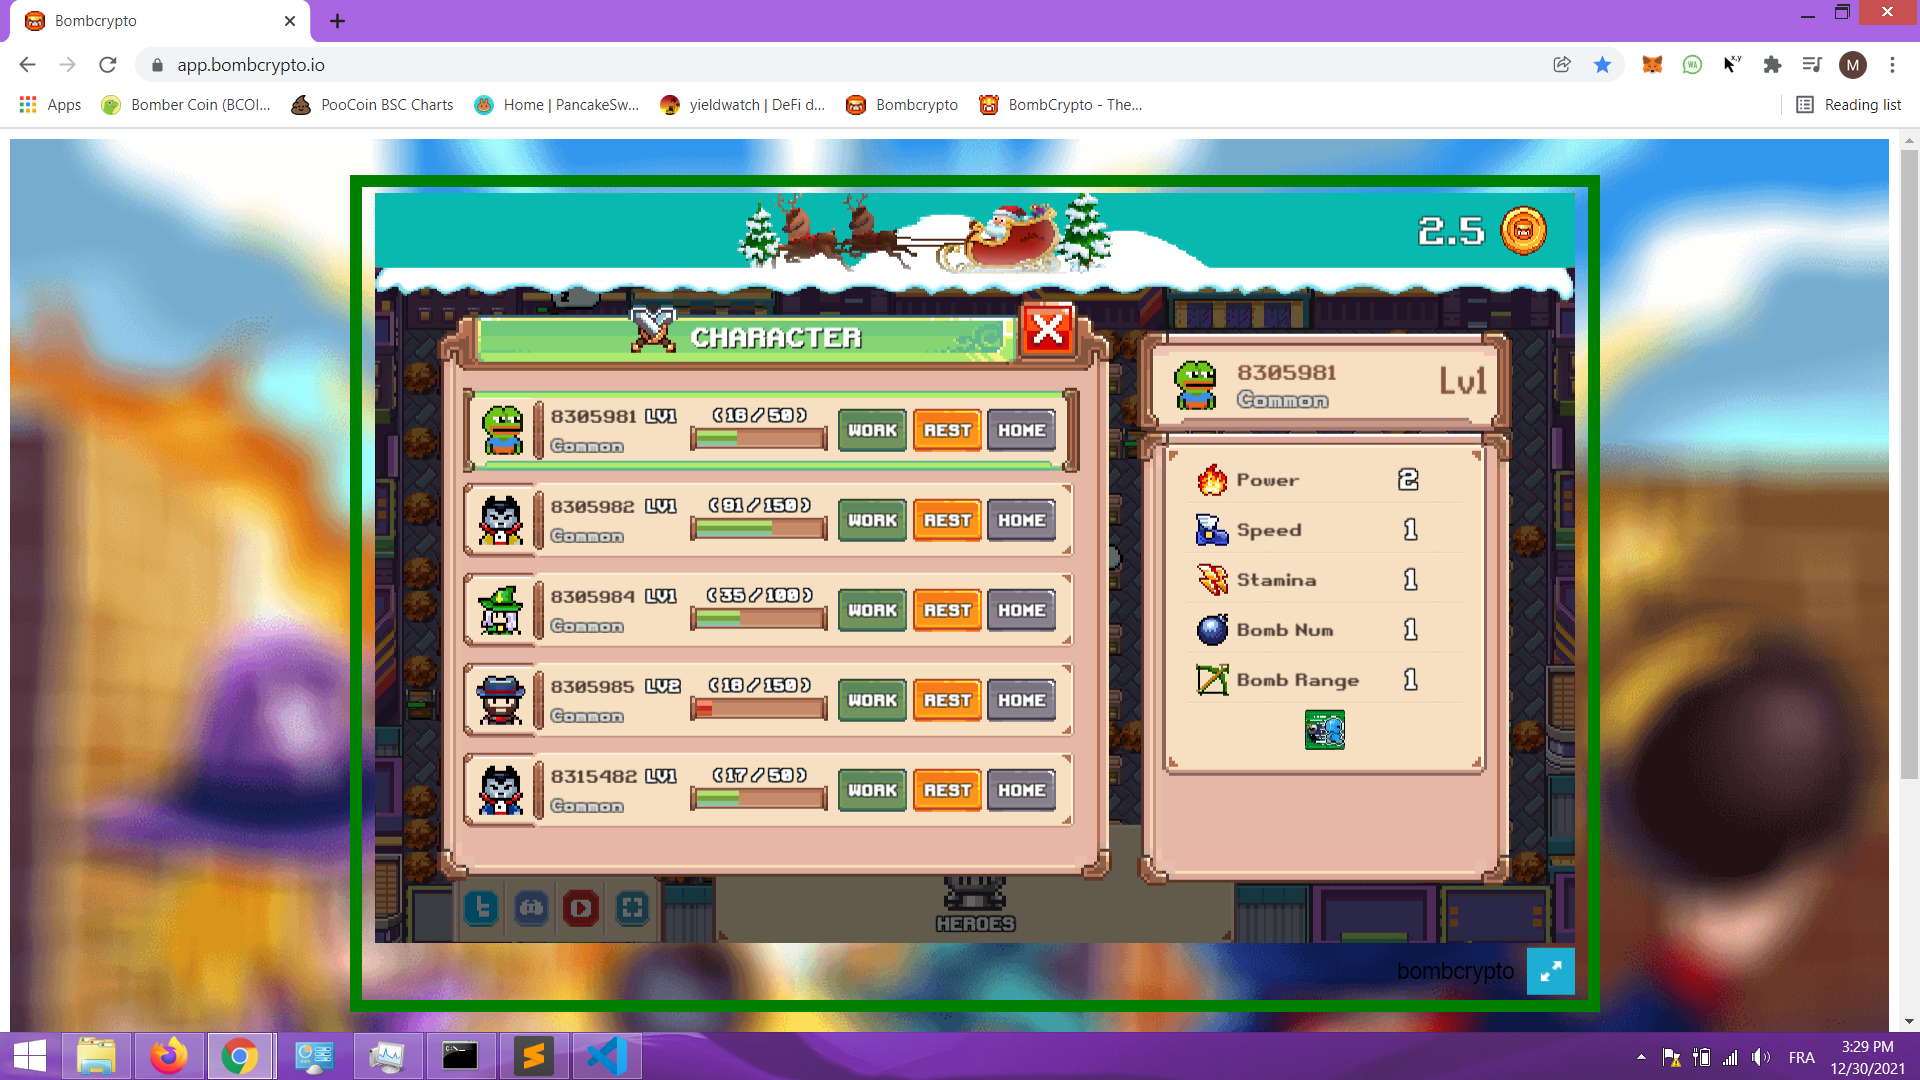 Bombcrypto
app.bombcrypto.io
M
Apps
Bomber Coin (BCOI...
PooCoin BSC Charts
Home | PancakeSw...
yieldwatch | DeFi d...
Bombcrypto
BombCrypto - The...
Reading list
2.5
CHARACTER
8305981 LV1 (16/50) WORK REST HOME
Common
8305982 LV1 (91/150) WORK REST HOME
Common
8305984 LV1 (35/100) WORK REST HOME
Common
8305985 LV2 (18/150) WORK REST HOME
Common
8315482 LV1 (17/50) WORK REST HOME
Common
8305981 Lv1
Common
Power 2
Speed 1
Stamina 1
Bomb Num 1
Bomb Range 1
HEROES
bombcrypto
FRA
3:29 PM
12/30/2021